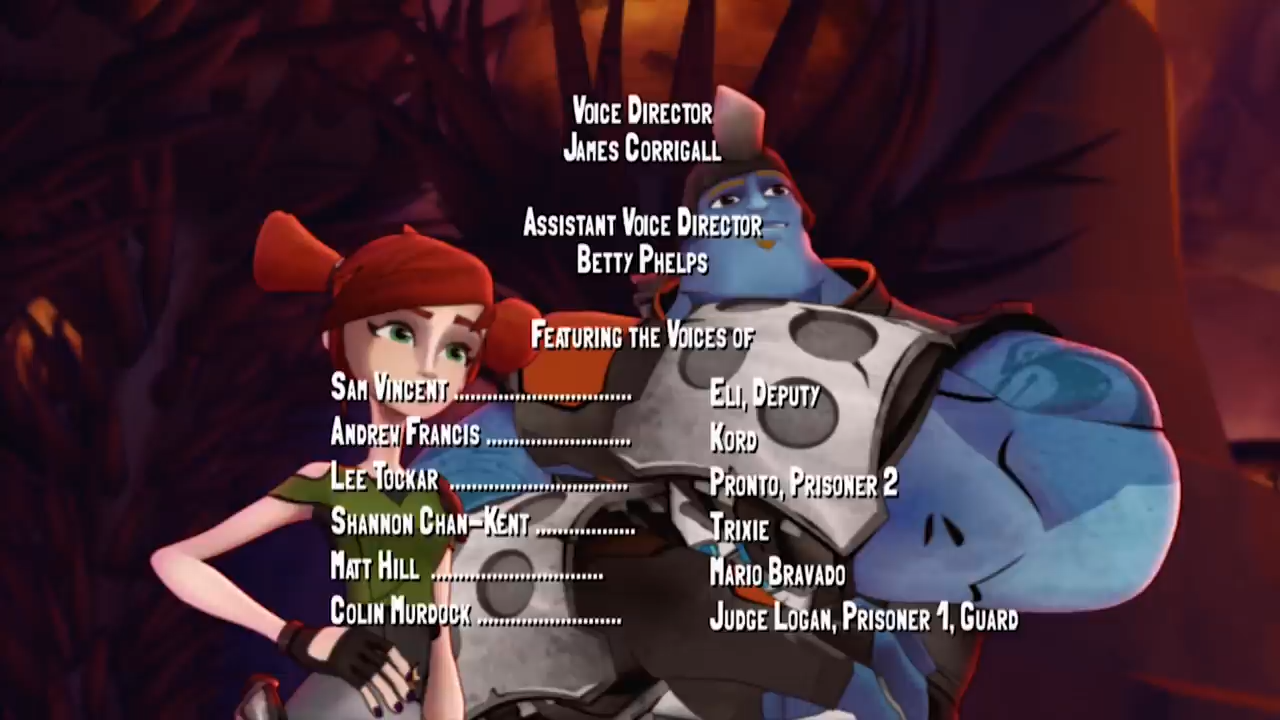 Voice Director
James Corrigall
Assistant Voice Director
Betty Phelps
Featuring the Voices of
Sam Vincent .............................. Eli, Deputy
Andrew Francis ........................ Kord
Lee Tockar .............................. Pronto, Prisoner 2
Shannon Chan-Kent ................. Trixie
Matt Hill ............................. Mario Bravado
Colin Murdock ........................ Judge Logan, Prisoner 1, Guard